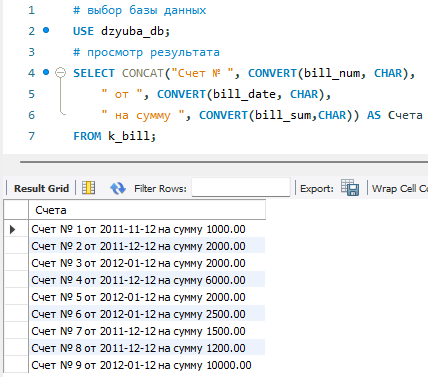 1 # выбор базы данных
2 USE dzyuba_db;
3 # просмотр результата
4 SELECT CONCAT("Счет № ", CONVERT(bill_num, CHAR),
5 " от ", CONVERT(bill_date, CHAR),
6 " на сумму ", CONVERT(bill_sum,CHAR)) AS Счета
7 FROM k_bill;
Result Grid Filter Rows: Export: Wrap Cell Co
Счета
Счет № 1 от 2011-11-12 на сумму 1000.00
Счет № 2 от 2011-12-12 на сумму 2000.00
Счет № 3 от 2012-01-12 на сумму 2000.00
Счет № 4 от 2011-12-12 на сумму 6000.00
Счет № 5 от 2012-01-12 на сумму 2000.00
Счет № 6 от 2012-01-12 на сумму 2500.00
Счет № 7 от 2011-12-12 на сумму 1500.00
Счет № 8 от 2011-12-12 на сумму 1200.00
Счет № 9 от 2012-01-12 на сумму 10000.00